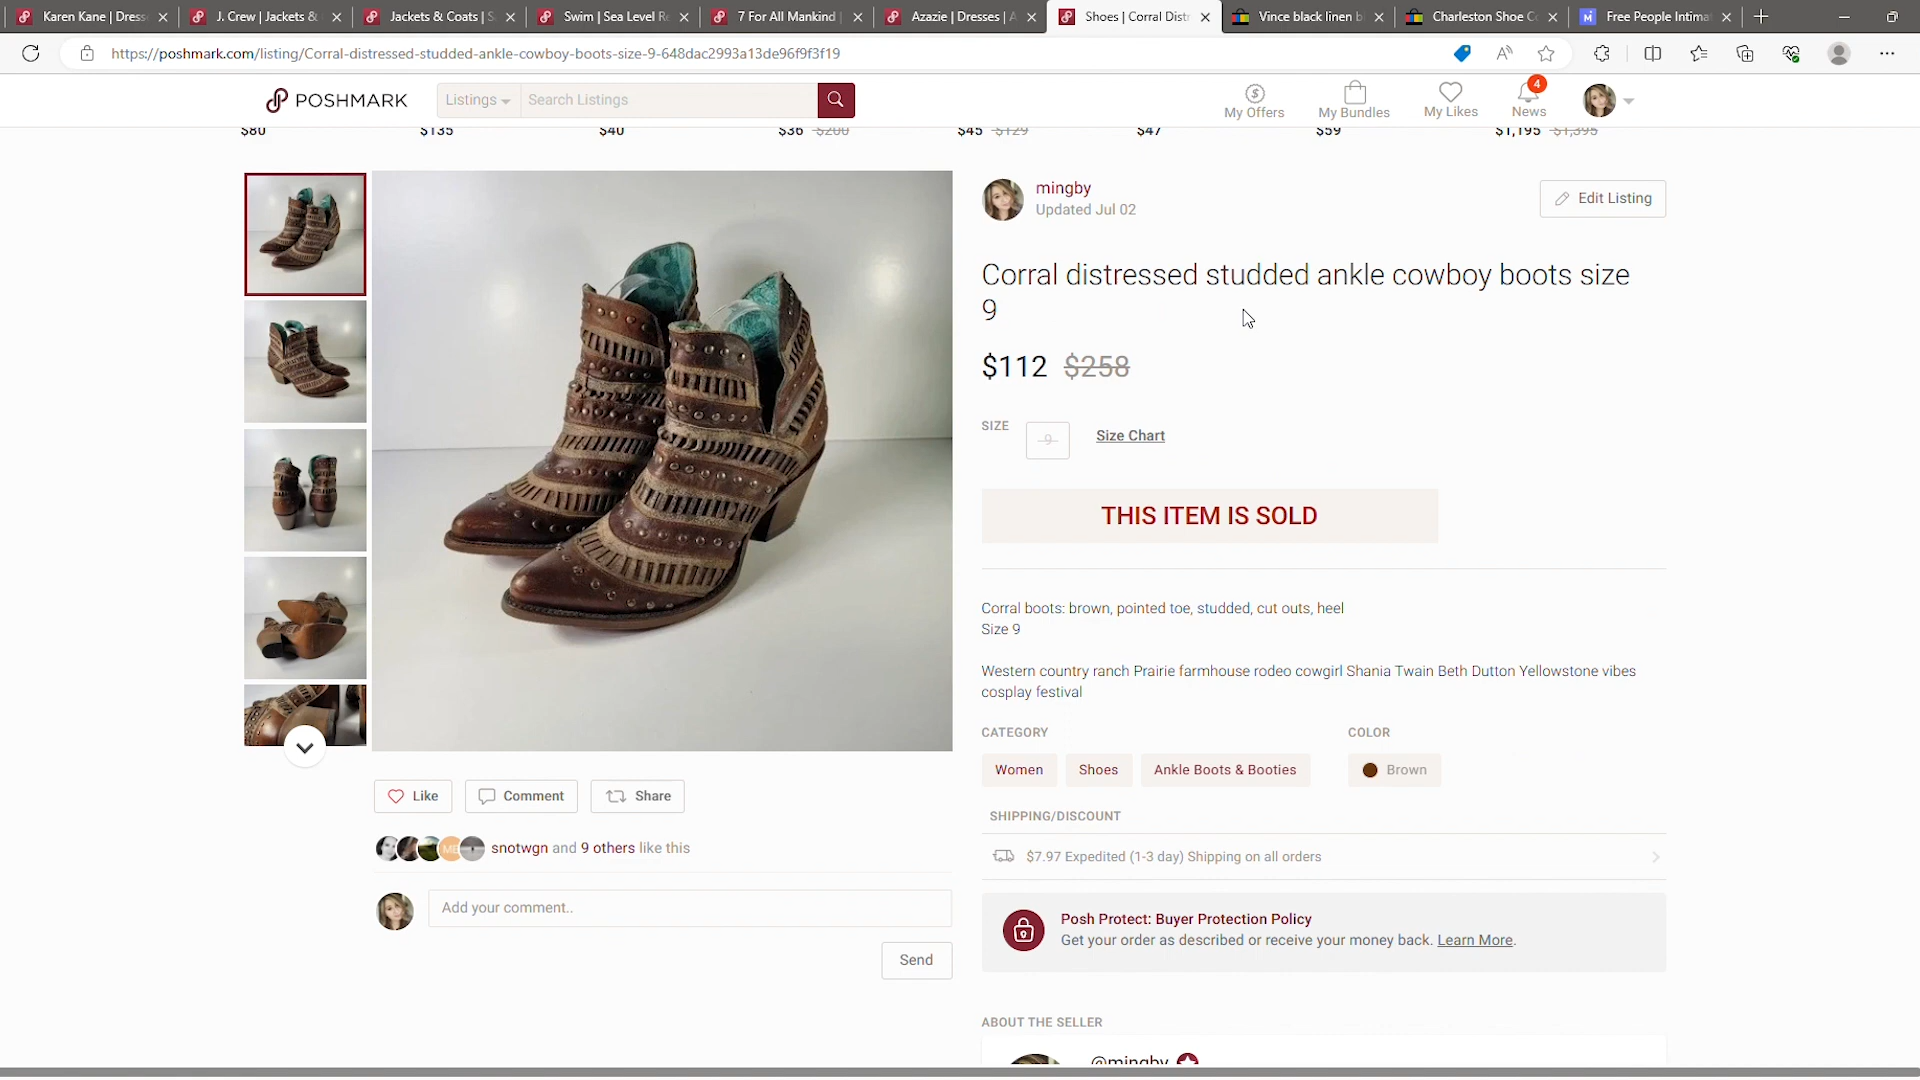 Karen Kane | Dress
J. Crew | Jackets &
Jackets & Coats | S
Swim | Sea Level R
7 For All Mankind
Azazie | Dresses | A
Shoes | Corral Distr
Vince black linen b
Charleston Shoe C
Free People Intima
https://poshmark.com/listing/Corral-distressed-studded-ankle-cowboy-boots-size-9-648dac2993a13de96f9f3f19
POSHMARK
Listings
Search Listings
My Offers
My Bundles
My Likes
4
News
$80
$135
$40
$36 $200
$45 $129
$47
$59
$1,195 $1,395
mingby
Updated Jul 02
Edit Listing
Corral distressed studded ankle cowboy boots size
9
$112 $258
SIZE
9
Size Chart
THIS ITEM IS SOLD
Corral boots: brown, pointed toe, studded, cut outs, heel
Size 9
Western country ranch Prairie farmhouse rodeo cowgirl Shania Twain Beth Dutton Yellowstone vibes
cosplay festival
CATEGORY
COLOR
Women
Shoes
Ankle Boots & Booties
Brown
Like
Comment
Share
SHIPPING/DISCOUNT
ME
snotwgn and 9 others like this
$7.97 Expedited (1-3 day) Shipping on all orders
Add your comment..
Send
Posh Protect: Buyer Protection Policy
Get your order as described or receive your money back. Learn More.
ABOUT THE SELLER
@mingby